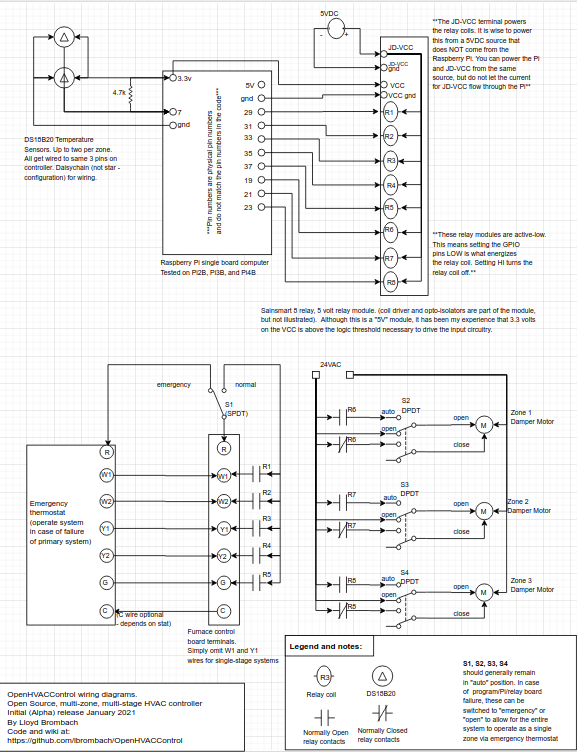 5VDC
-
+
**The JD-VCC terminal powers
the relay coils. It is wise to power
this from a 5VDC source that
does NOT come from the
Raspberry Pi. You can power the Pi
and JD-VCC from the same
source, but do not let the current
for JD-VCC flow through the Pi**
JD-VCC
JD-VCC
gnd
VCC
VCC gnd
R1
R2
R3
R4
R5
R6
R7
R8
3.3v
4.7k
7
gnd
5V
gnd
29
31
33
35
37
19
21
23
***Pin numbers are physical pin numbers
and do not match the pin numbers in the code***
DS18B20 Temperature
Sensors. Up to two per zone.
All get wired to same 3 pins on
controller. Daisychain (not star -
configuration) for wiring.
Raspberry Pi single board computer
Tested on Pi2B, Pi3B, and Pi4B
**These relay modules are active-low.
This means setting the GPIO
pins LOW is what energizes
the relay coil. Setting HI turns the
relay coil off.**
Sainsmart 8 relay, 5 volt relay module. (coil driver and opto-isolators are part of the module,
but not illustrated). Although this is a "5V" module, it has been my experience that 3.3 volts
on the VCC is above the logic threshold necessary to drive the input circuitry.
emergency
normal
S1
(SPDT)
R
W1
W2
Y1
Y2
G
C
Emergency
thermostat
(operate system
in case of failure
of primary system)
(C wire optional
- depends on stat)
R
W1
W2
Y1
Y2
G
C
R1
R2
R3
R4
R5
Furnace control
board terminals.
Simply omit W1 and Y1
wires for single-stage systems
24VAC
R6
R6
auto
open
S2
DPDT
open
close
M
Zone 1
Damper Motor
R7
R7
auto
open
S3
DPDT
open
close
M
Zone 2
Damper Motor
R8
R8
auto
open
S4
DPDT
open
close
M
Zone 3
Damper Motor
Legend and notes:
R3
Relay coil
DS18B20
Normally Open
relay contacts
Normally Closed
relay contacts
S1, S2, S3, S4
should generally remain
in "auto" position. In case
of program/Pi/relay board
failure, these can be
switched to "emergency" or
"open" to allow for the entire
system to operate as a single
zone via emergency thermostat
OpenHVACControl wiring diagrams.
Open Source, multi-zone, multi-stage HVAC controller
Initial (Alpha) release January 2021
By Lloyd Brombach
Code and wiki at:
https://github.com/lbrombach/OpenHVACControl